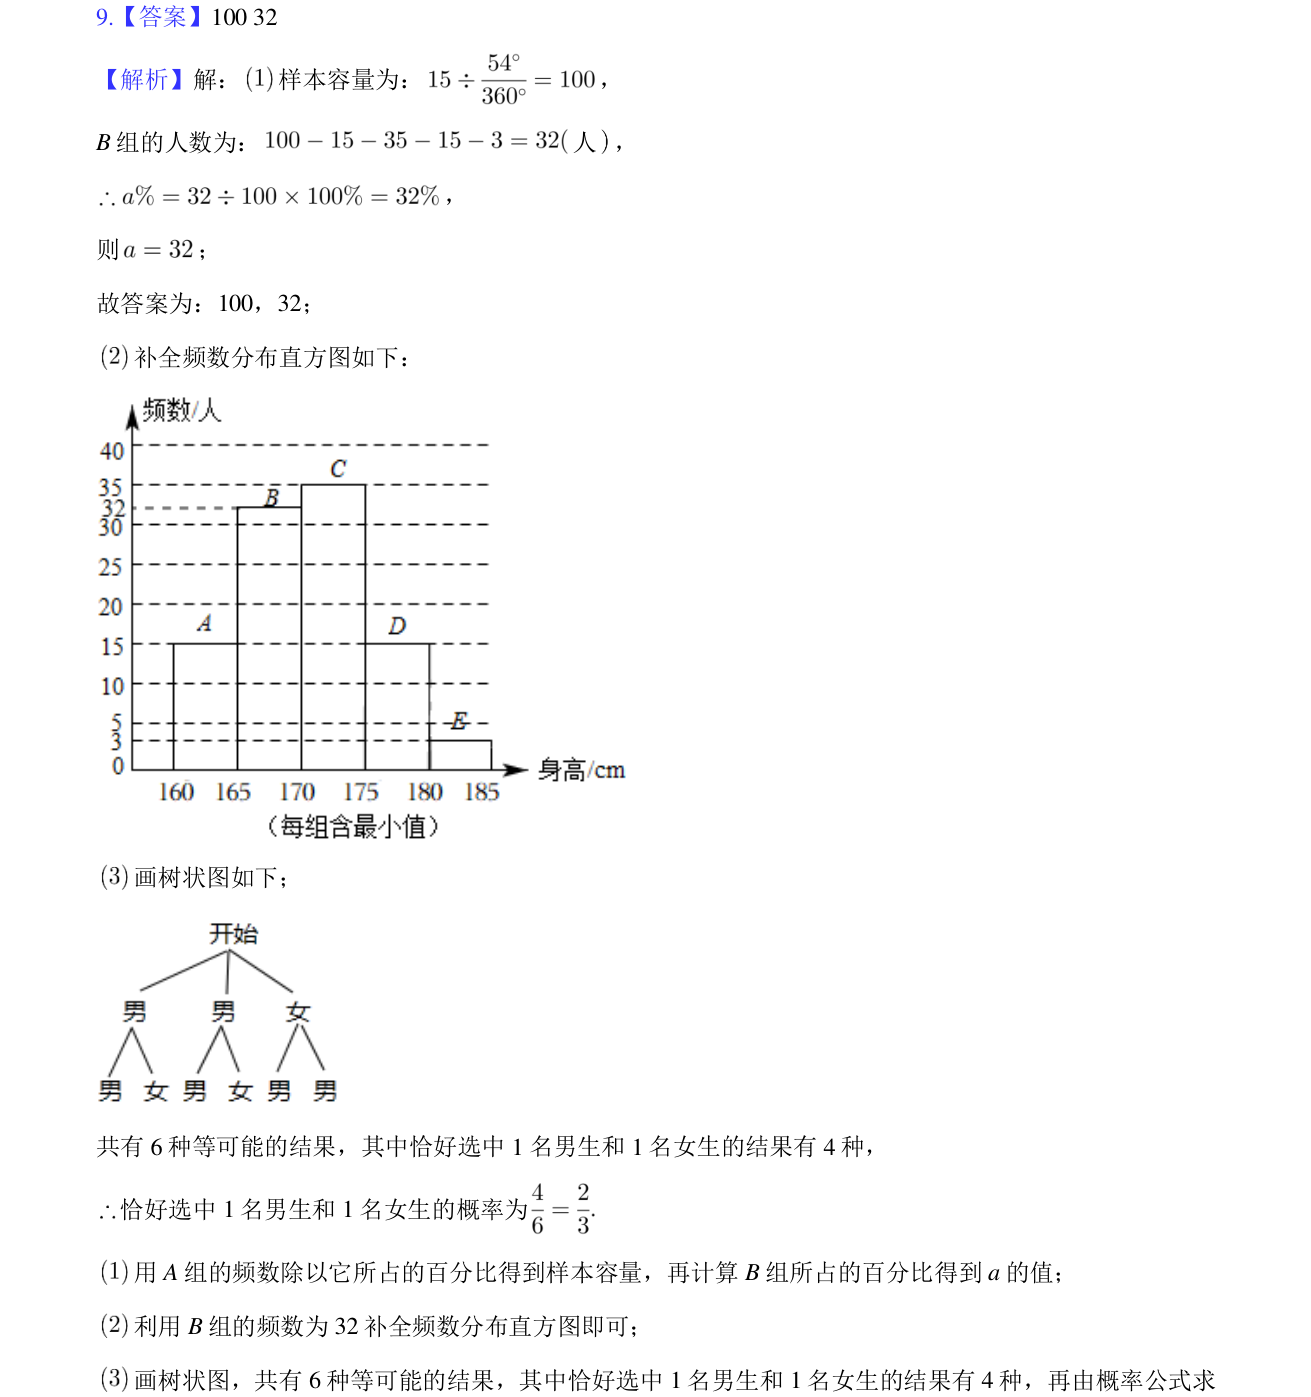 9.【答案】100 32
【解析】解：(1)样本容量为：15÷54°/360°=100，
B组的人数为：100−15−35−15−3=32(人)，
∴a%=32÷100×100%=32%，
则a=32；
故答案为：100，32；
(2)补全频数分布直方图如下：
频数/人
40
C
35
B
32
30
25
20
A D
15
10
E
5
3
0
身高/cm
160 165 170 175 180 185
（每组含最小值）
(3)画树状图如下；
开始
男 男 女
男 女 男 女 男 男
共有6种等可能的结果，其中恰好选中1名男生和1名女生的结果有4种，
∴恰好选中1名男生和1名女生的概率为4/6=2/3.
(1)用A组的频数除以它所占的百分比得到样本容量，再计算B组所占的百分比得到a的值；
(2)利用B组的频数为32补全频数分布直方图即可；
(3)画树状图，共有6种等可能的结果，其中恰好选中1名男生和1名女生的结果有4种，再由概率公式求